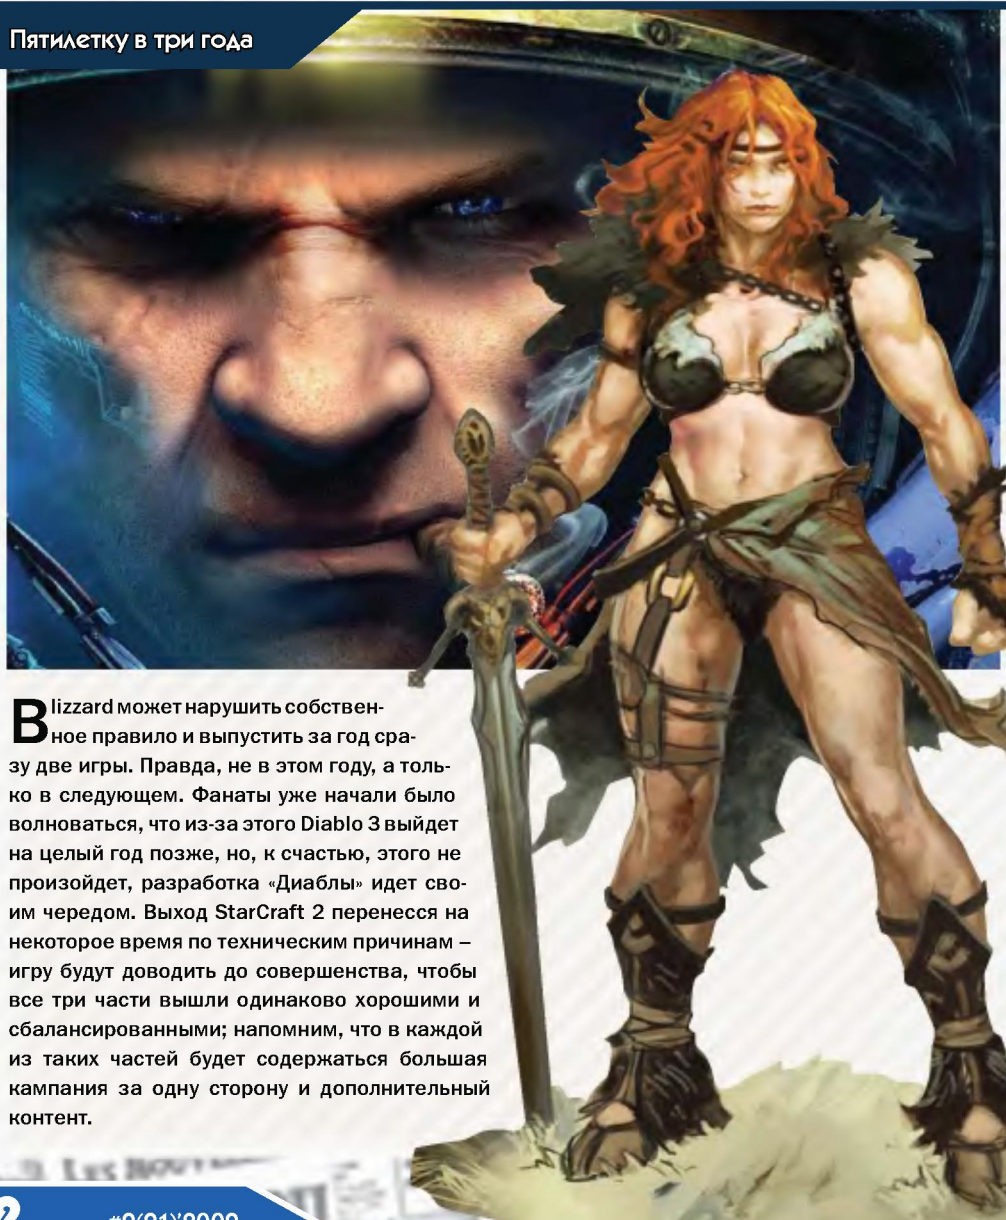 Пятилетку в три года
Blizzard может нарушить собствен-
ное правило и выпустить за год сра-
зу две игры. Правда, не в этом году, а толь-
ко в следующем. Фанаты уже начали было
волноваться, что из-за этого Diablo 3 выйдет
на целый год позже, но, к счастью, этого не
произойдет, разработка «Диаблы» идет сво-
им чередом. Выход StarCraft 2 перенесся на
некоторое время по техническим причинам –
игру будут доводить до совершенства, чтобы
все три части вышли одинаково хорошими и
сбалансированными; напомним, что в каждой
из таких частей будет содержаться большая
кампания за одну сторону и дополнительный
контент.